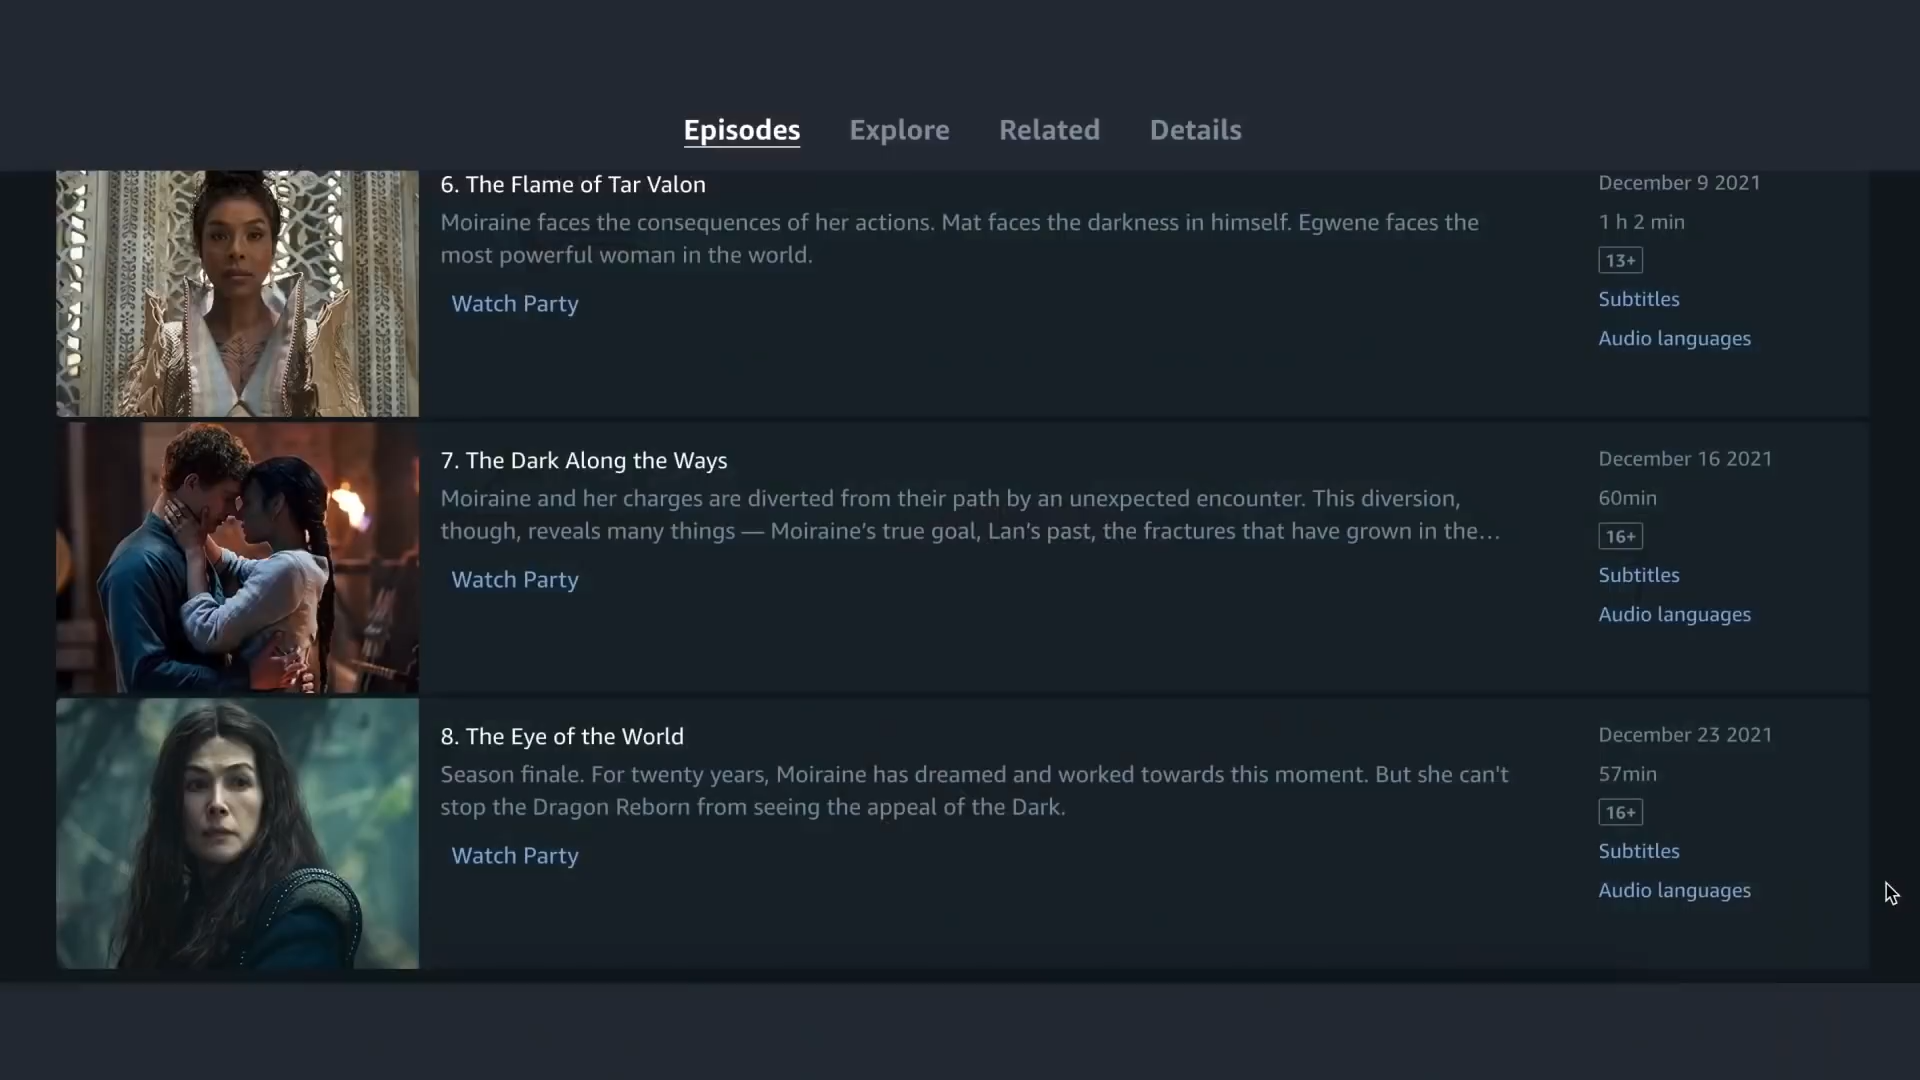 Episodes Explore Related Details
6. The Flame of Tar Valon
Moiraine faces the consequences of her actions. Mat faces the darkness in himself. Egwene faces the
most powerful woman in the world.
Watch Party
December 9 2021
1 h 2 min
13+
Subtitles
Audio languages
7. The Dark Along the Ways
Moiraine and her charges are diverted from their path by an unexpected encounter. This diversion,
though, reveals many things — Moiraine’s true goal, Lan’s past, the fractures that have grown in the…
Watch Party
December 16 2021
60min
16+
Subtitles
Audio languages
8. The Eye of the World
Season finale. For twenty years, Moiraine has dreamed and worked towards this moment. But she can't
stop the Dragon Reborn from seeing the appeal of the Dark.
Watch Party
December 23 2021
57min
16+
Subtitles
Audio languages